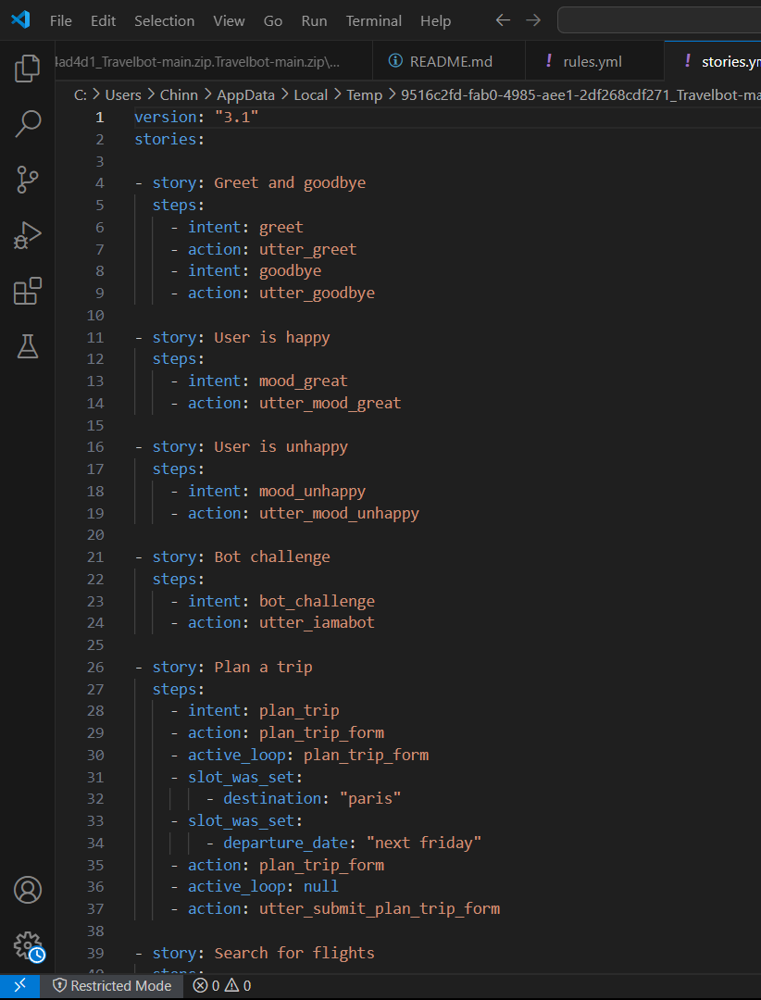 File Edit Selection View Go Run Terminal Help
4ad4d1_Travelbot-main.zip.Travelbot-main.zip\...
README.md
! rules.yml
! stories.ym
C: > Users > Chinn > AppData > Local > Temp > 9516c2fd-fab0-4985-aee1-2df268cdf271_Travelbot-ma
1 version: "3.1"
2 stories:
3
4 - story: Greet and goodbye
5 steps:
6 - intent: greet
7 - action: utter_greet
8 - intent: goodbye
9 - action: utter_goodbye
10
11 - story: User is happy
12 steps:
13 - intent: mood_great
14 - action: utter_mood_great
15
16 - story: User is unhappy
17 steps:
18 - intent: mood_unhappy
19 - action: utter_mood_unhappy
20
21 - story: Bot challenge
22 steps:
23 - intent: bot_challenge
24 - action: utter_iamabot
25
26 - story: Plan a trip
27 steps:
28 - intent: plan_trip
29 - action: plan_trip_form
30 - active_loop: plan_trip_form
31 - slot_was_set:
32 - destination: "paris"
33 - slot_was_set:
34 - departure_date: "next friday"
35 - action: plan_trip_form
36 - active_loop: null
37 - action: utter_submit_plan_trip_form
38
39 - story: Search for flights
40 steps:
Restricted Mode 0 0